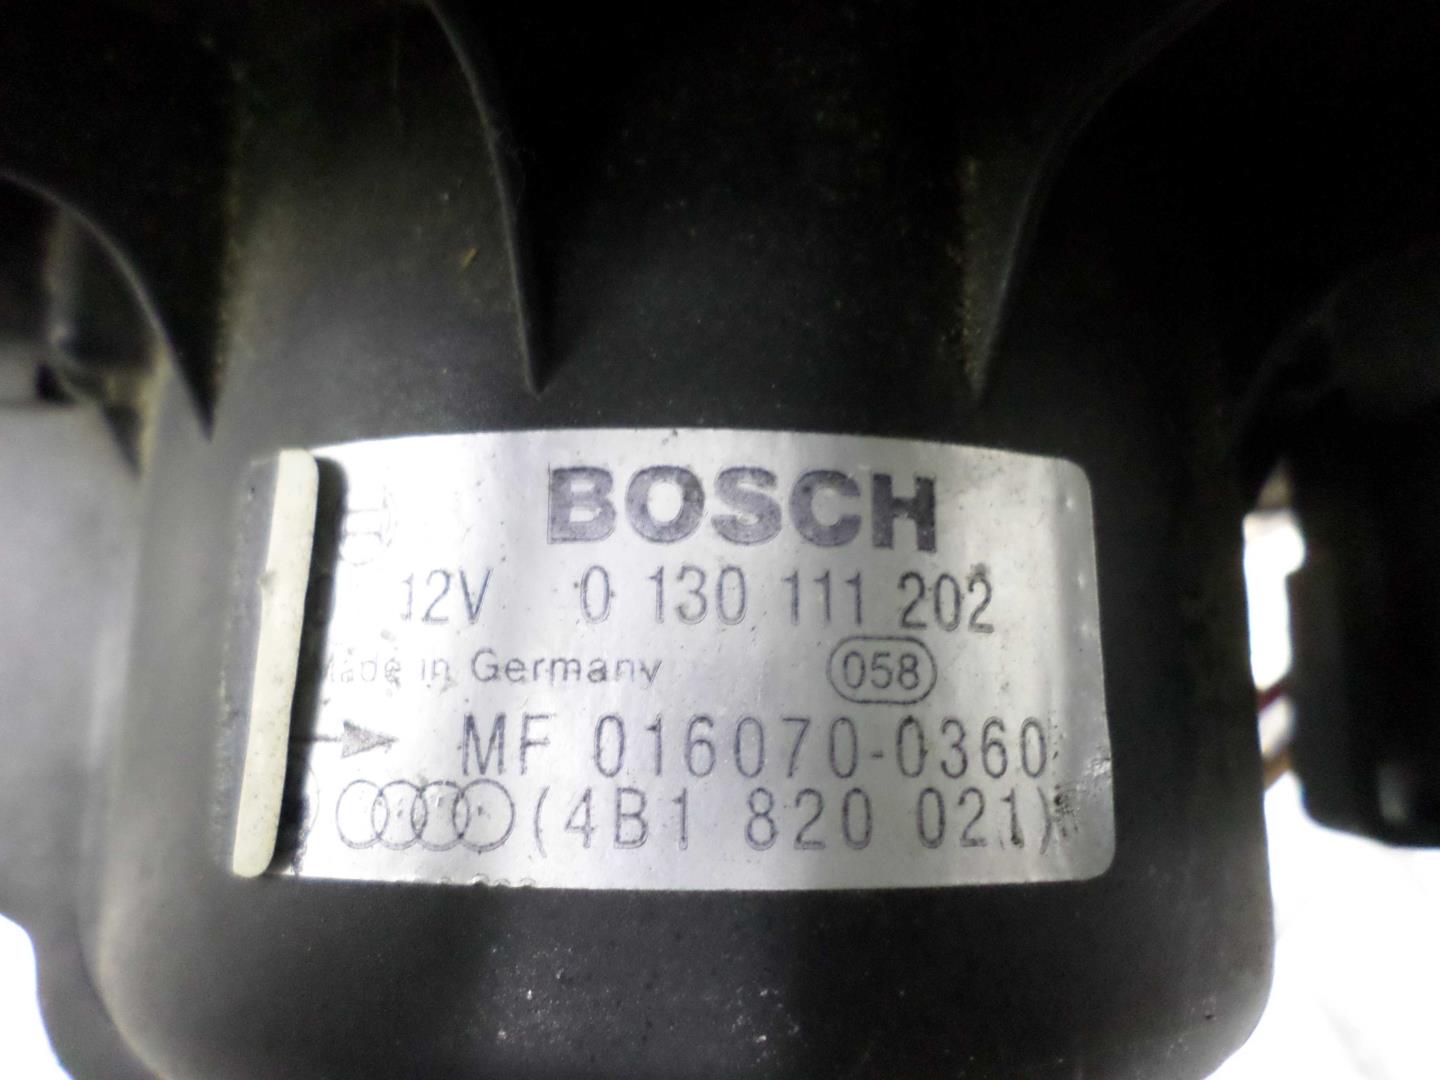 BOSCH
12V 0 130 111 202
Made in Germany 058
MF 016070-0360
(4B1 820 021)